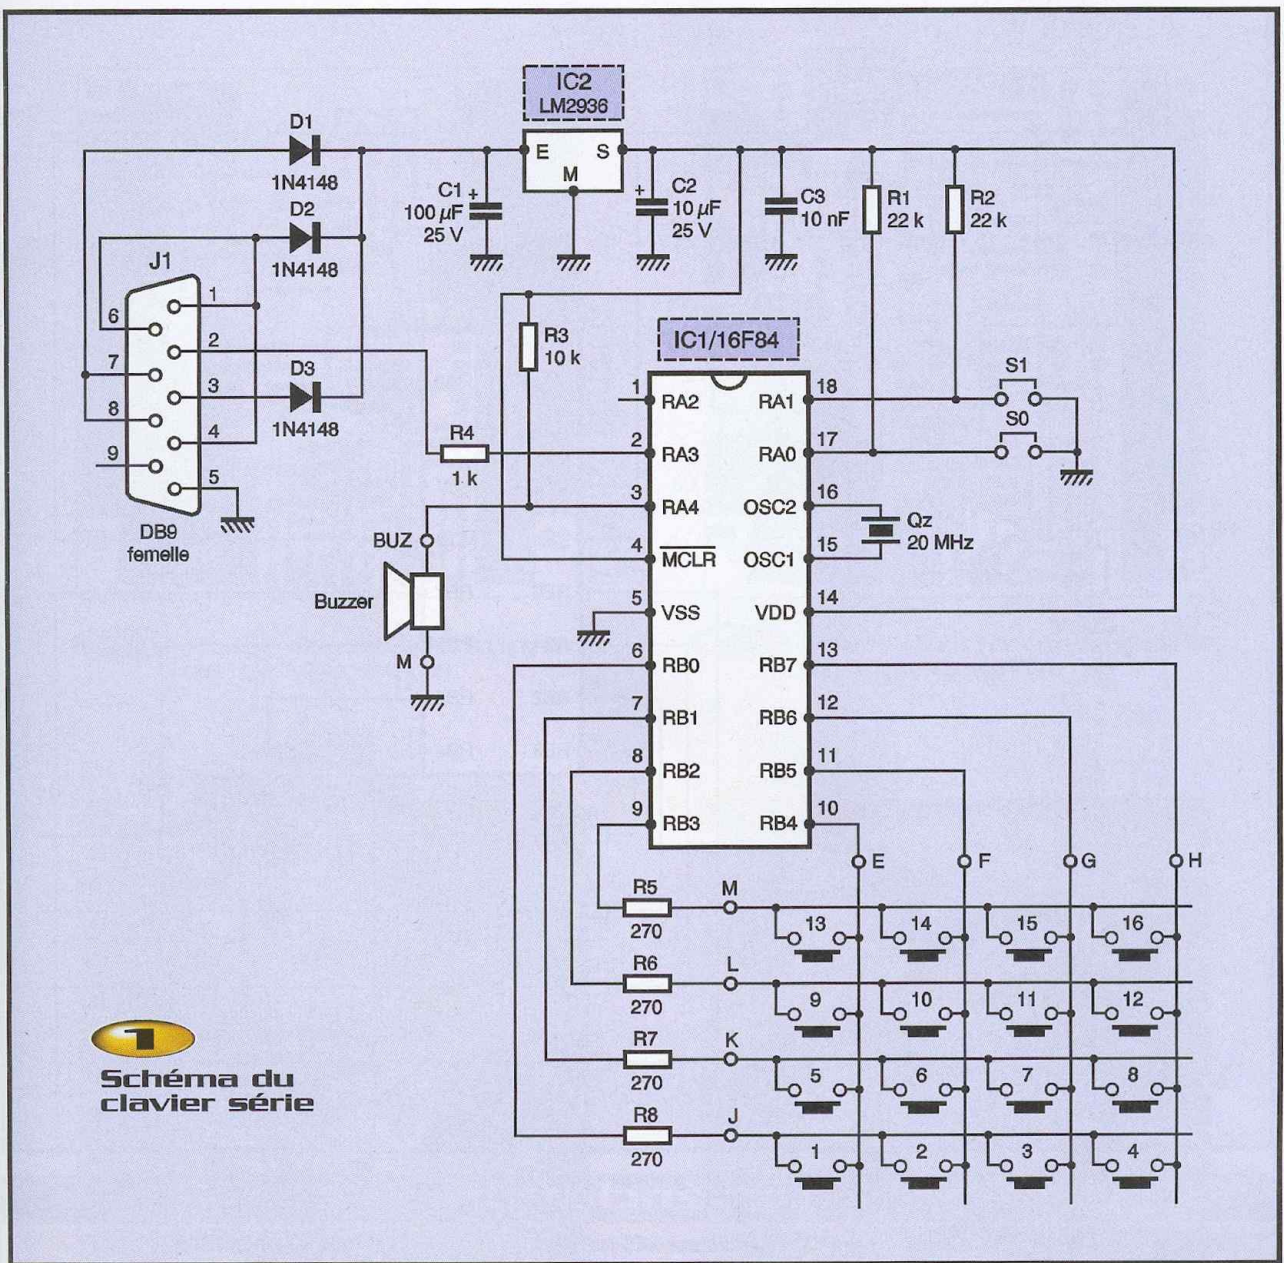 IC2
LM2936
D1
1N4148
E
S
M
C1
+
100 µF
25 V
+
C2
10 µF
25 V
C3
10 nF
R1
22 k
R2
22 k
D2
1N4148
J1
1
6
2
7
3
8
4
9
5
DB9
femelle
D3
1N4148
R3
10 k
R4
1 k
IC1/16F84
1
RA2
RA1
18
2
RA3
RA0
17
3
RA4
OSC2
16
4
MCLR
OSC1
15
5
VSS
VDD
14
6
RB0
RB7
13
7
RB1
RB6
12
8
RB2
RB5
11
9
RB3
RB4
10
S1
S0
Qz
20 MHz
BUZ
Buzzer
M
E
F
G
H
R5
270
M
13
14
15
16
R6
270
L
9
10
11
12
R7
270
K
5
6
7
8
R8
270
J
1
2
3
4
1
Schéma du
clavier série